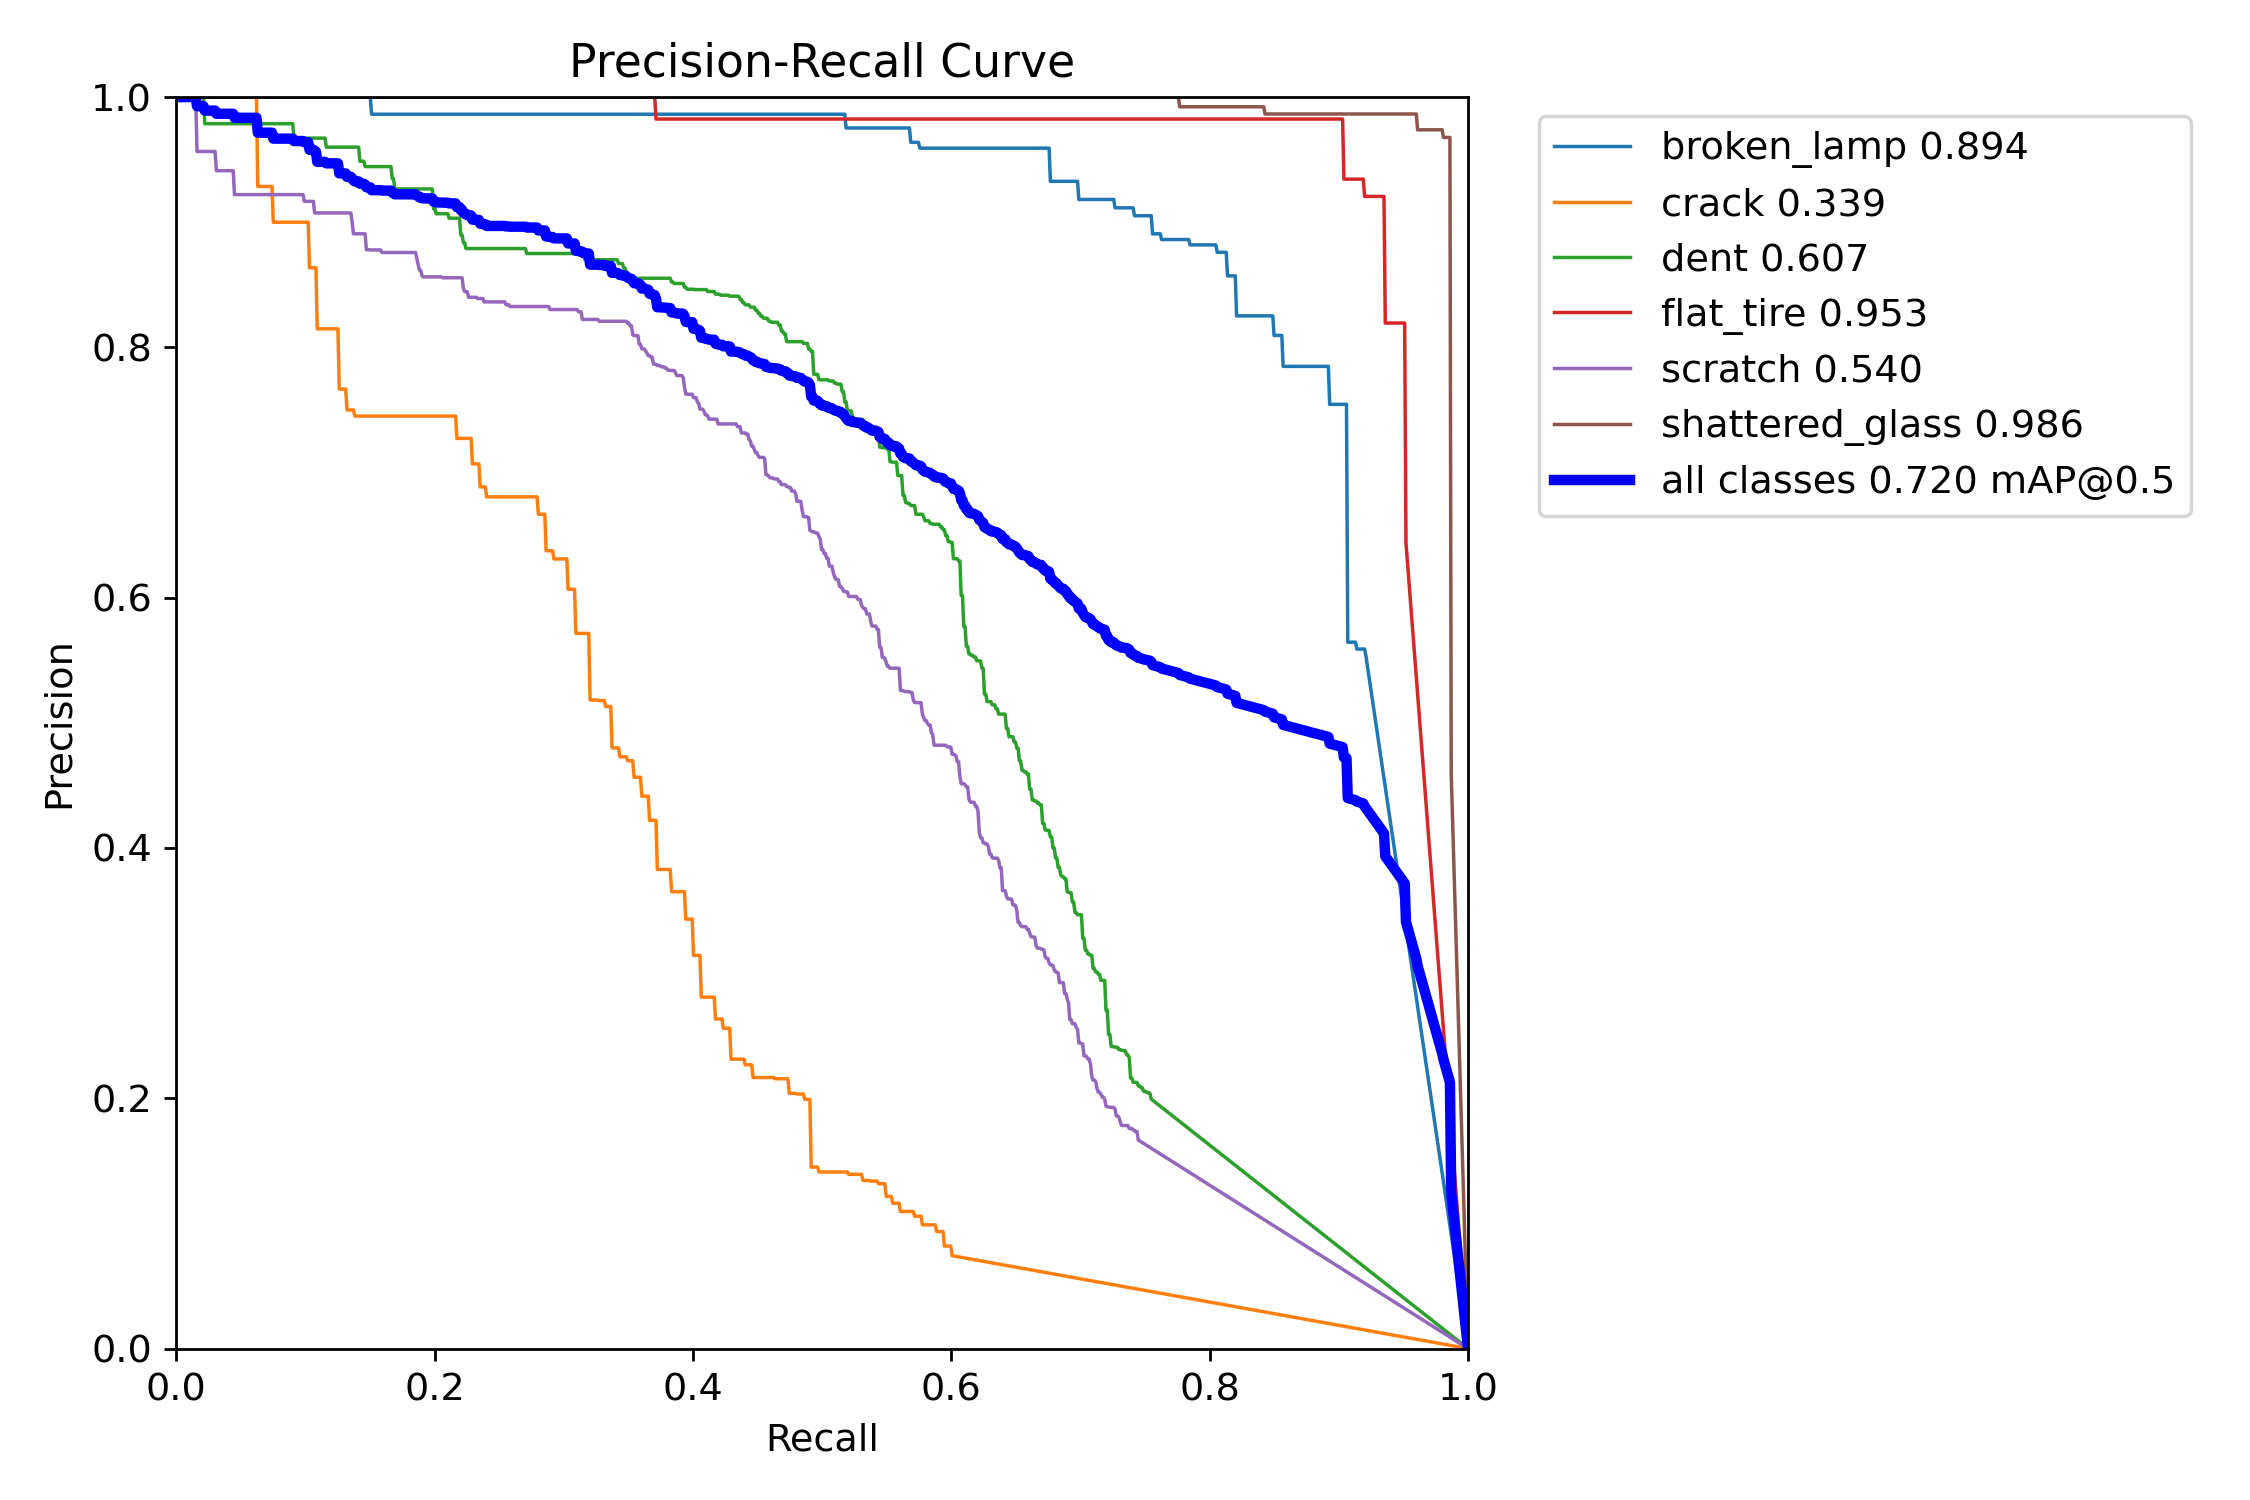 Precision-Recall Curve
1.0
0.8
0.6
0.4
0.2
0.0
Precision
0.0 0.2 0.4 0.6 0.8 1.0
Recall
broken_lamp 0.894
crack 0.339
dent 0.607
flat_tire 0.953
scratch 0.540
shattered_glass 0.986
all classes 0.720 mAP@0.5